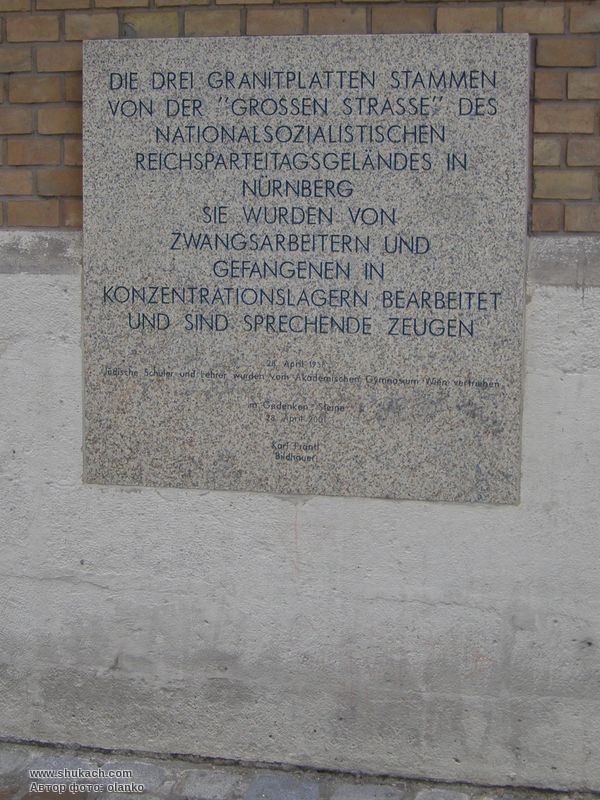 DIE DREI GRANITPLATTEN STAMMEN
VON DER "GROSSEN STRASSE" DES
NATIONALSOZIALISTISCHEN
REICHSPARTEITAGSGELÄNDES IN
NÜRNBERG
SIE WURDEN VON
ZWANGSARBEITERN UND
GEFANGENEN IN
KONZENTRATIONSLAGERN BEARBEITET
UND SIND SPRECHENDE ZEUGEN
28. April
Jüdische Schüler und Lehrer wurden vom Akademischen Gymnasium Wien vertrieben
im Gedenken: Steine
28. April 2001
Karl Prantl
Bildhauer
www.shukach.com
Автор фото: olanko